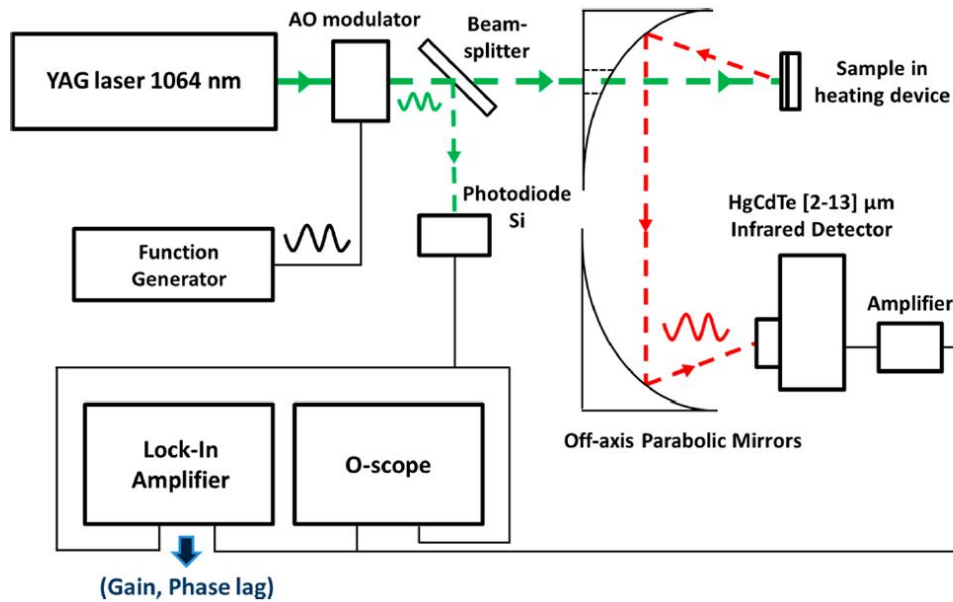 AO modulator
Beam-
splitter
YAG laser 1064 nm
Sample in
heating device
Photodiode
Si
HgCdTe [2-13] µm
Infrared Detector
Function
Generator
Amplifier
Off-axis Parabolic Mirrors
Lock-In
Amplifier
O-scope
(Gain, Phase lag)